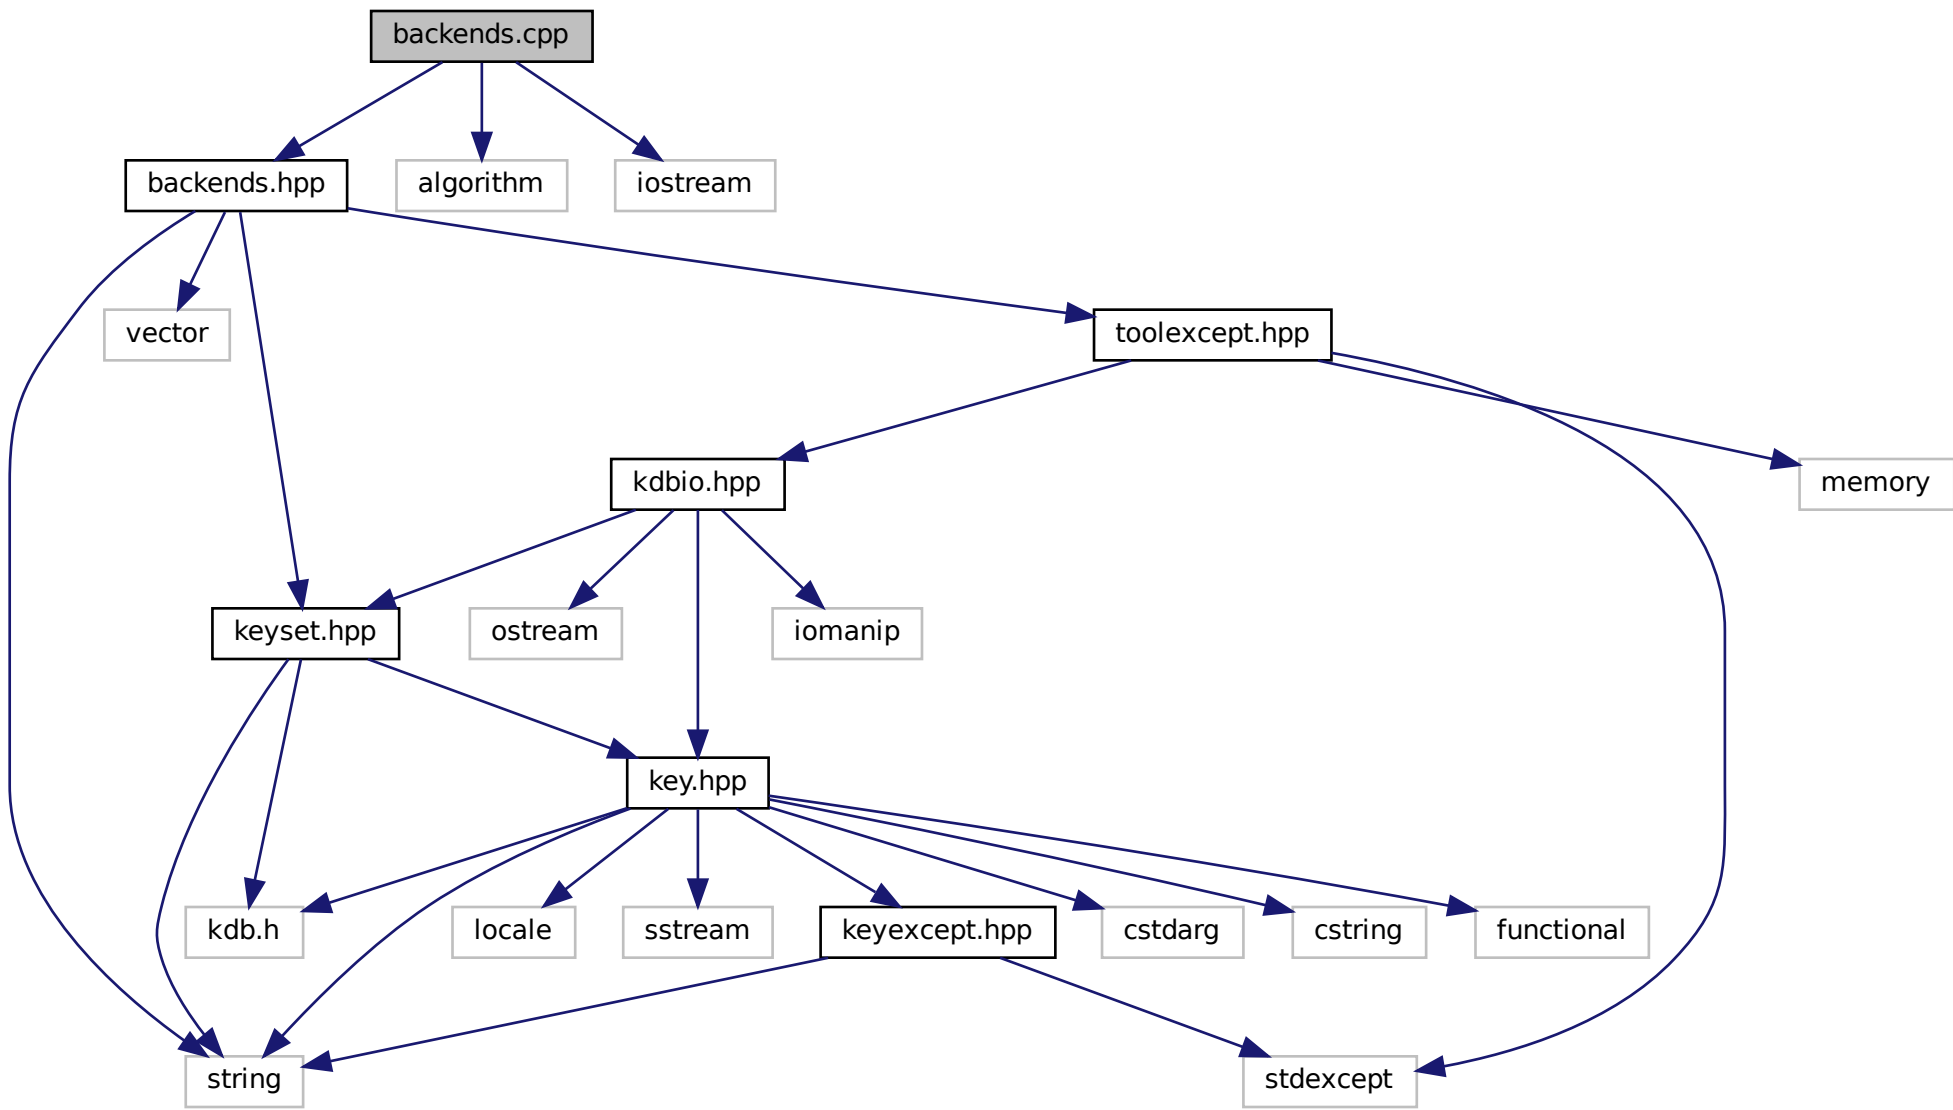 backends.cpp
backends.hpp
algorithm
iostream
vector
toolexcept.hpp
kdbio.hpp
memory
keyset.hpp
ostream
iomanip
key.hpp
kdb.h
locale
sstream
keyexcept.hpp
cstdarg
cstring
functional
string
stdexcept